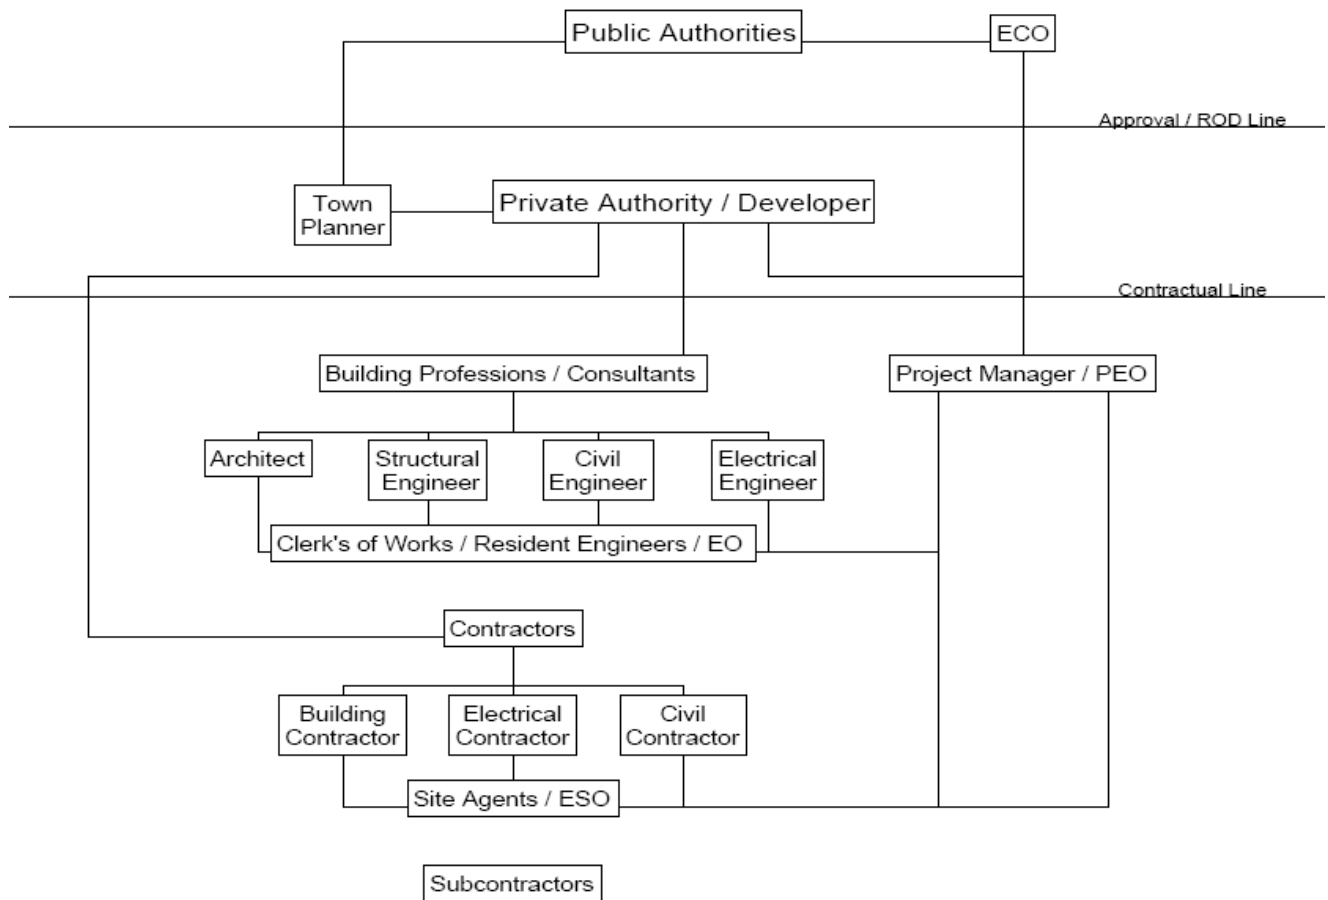 Public Authorities
ECO
Approval / ROD Line
Town
Planner
Private Authority / Developer
Contractual Line
Building Professions / Consultants
Project Manager / PEO
Architect
Structural
Engineer
Civil
Engineer
Electrical
Engineer
Clerk's of Works / Resident Engineers / EO
Contractors
Building
Contractor
Electrical
Contractor
Civil
Contractor
Site Agents / ESO
Subcontractors